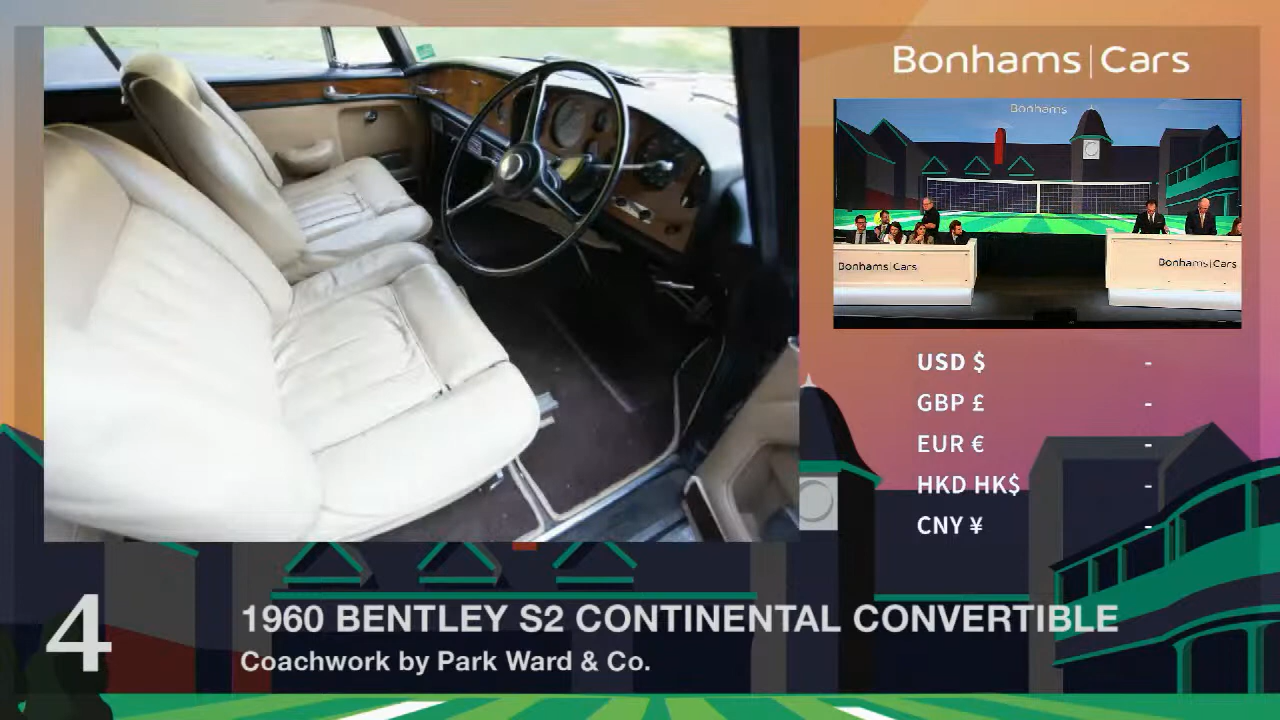 Bonhams|Cars
Bonhams
Bonhams|Cars
Bonhams|Cars
USD $ -
GBP £ -
EUR € -
HKD HK$ -
CNY ¥ -
4
1960 BENTLEY S2 CONTINENTAL CONVERTIBLE
Coachwork by Park Ward & Co.